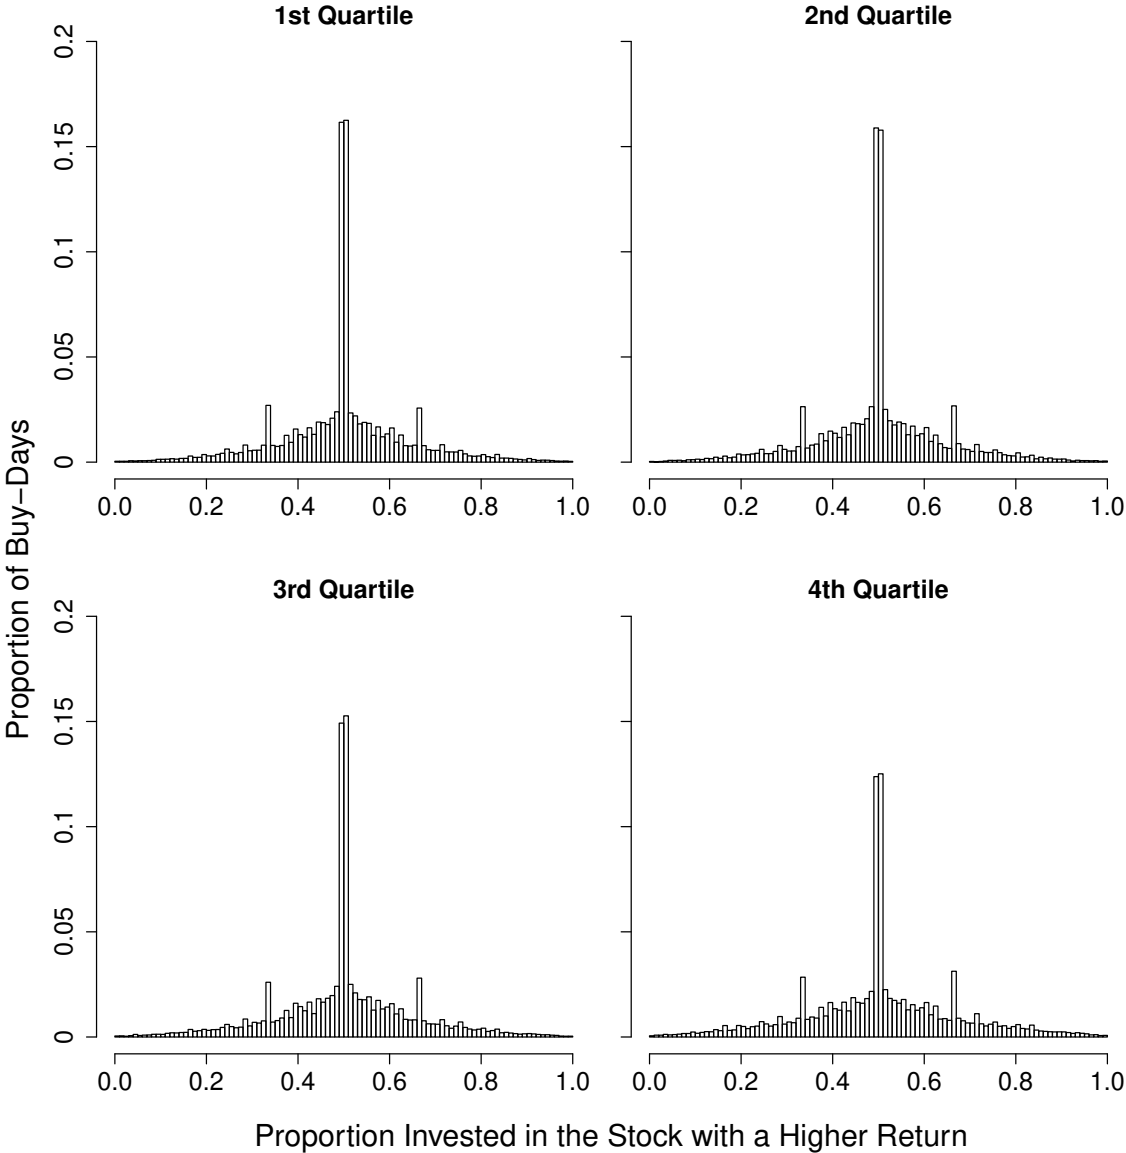 1st Quartile
2nd Quartile
0.2
0.15
0.1
0.05
0
0.0 0.2 0.4 0.6 0.8 1.0
0.0 0.2 0.4 0.6 0.8 1.0
Proportion of Buy−Days
3rd Quartile
4th Quartile
0.2
0.15
0.1
0.05
0
0.0 0.2 0.4 0.6 0.8 1.0
0.0 0.2 0.4 0.6 0.8 1.0
Proportion Invested in the Stock with a Higher Return